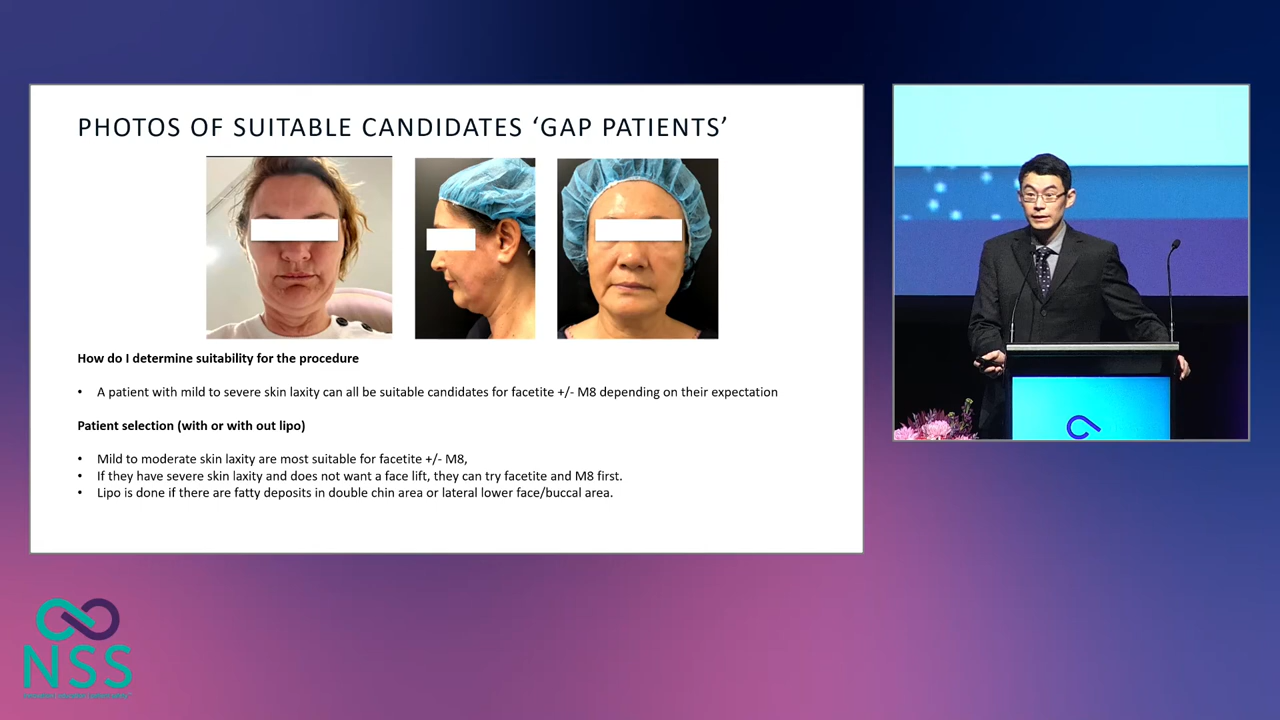 PHOTOS OF SUITABLE CANDIDATES ‘GAP PATIENTS’
How do I determine suitability for the procedure
• A patient with mild to severe skin laxity can all be suitable candidates for facetite +/- M8 depending on their expectation
Patient selection (with or with out lipo)
• Mild to moderate skin laxity are most suitable for facetite +/- M8,
• If they have severe skin laxity and does not want a face lift, they can try facetite and M8 first.
• Lipo is done if there are fatty deposits in double chin area or lateral lower face/buccal area.
NSS